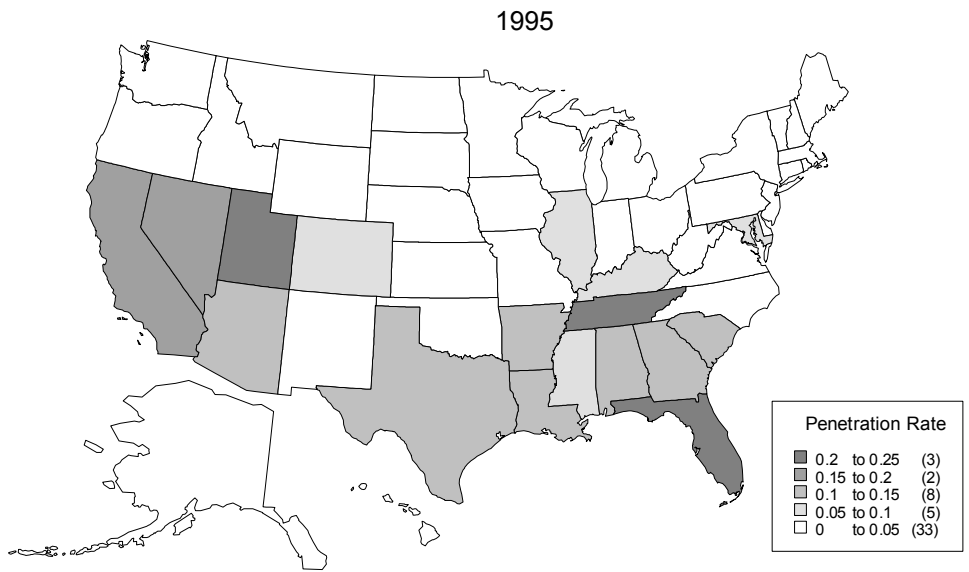 1995
Penetration Rate
0.2 to 0.25 (3)
0.15 to 0.2 (2)
0.1 to 0.15 (8)
0.05 to 0.1 (5)
0 to 0.05 (33)